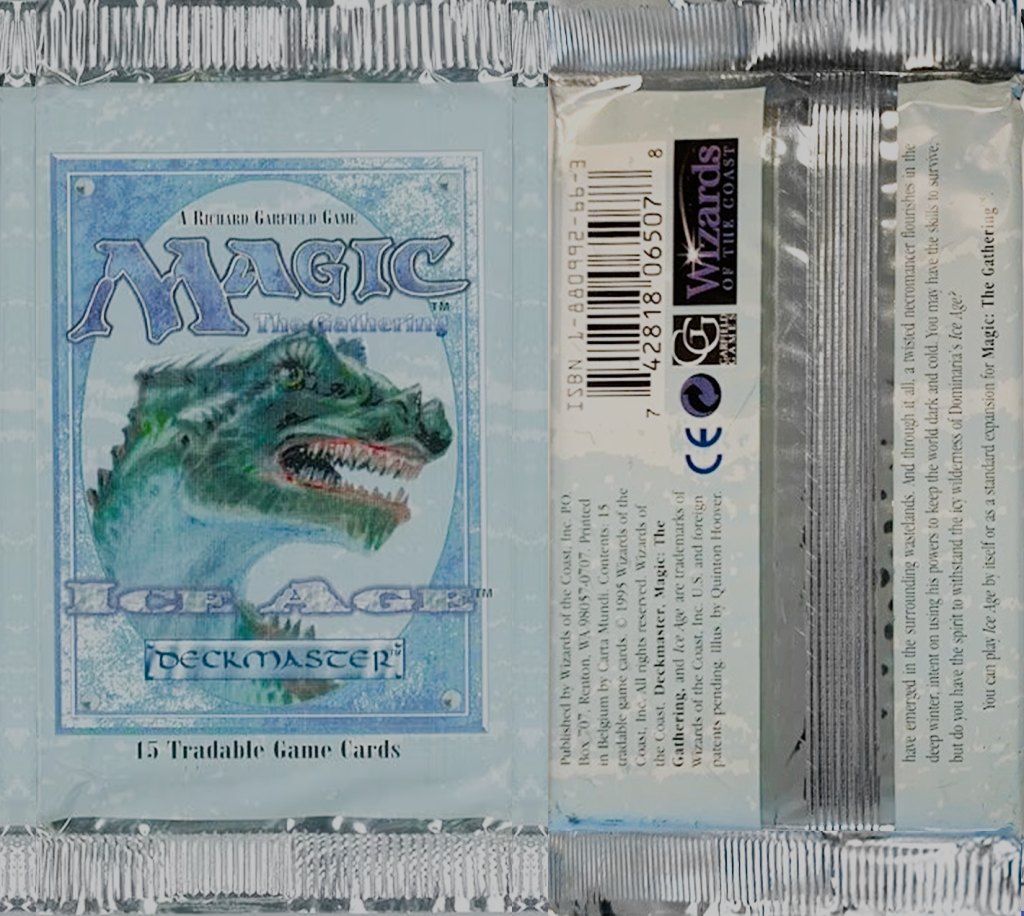 A RICHARD GARFIELD GAME
MAGIC™
The Gathering
ICE AGE™
DECKMASTER™
15 Tradable Game Cards
ISBN 1-880992-66-3
7 42818 06507 8
Wizards
OF THE COAST
GG
GARFIELD
GAMES
CE
Published by Wizards of the Coast, Inc. P.O.
Box 707, Renton, WA 98057-0707. Printed
in Belgium by Carta Mundi. Contents: 15
tradable game cards. © 1995 Wizards of the
Coast, Inc. All rights reserved. Wizards of
the Coast, Deckmaster, Magic: The
Gathering, and Ice Age are trademarks of
Wizards of the Coast, Inc. U.S. and foreign
patents pending. Illus. by Quinton Hoover.
have emerged in the surrounding wastelands. And through it all, a twisted necromancer flourishes in the
deep winter, intent on using his powers to keep the world dark and cold. You may have the skills to survive,
but do you have the spirit to withstand the icy wilderness of Dominaria's Ice Age?
You can play Ice Age by itself or as a standard expansion for Magic: The Gathering.